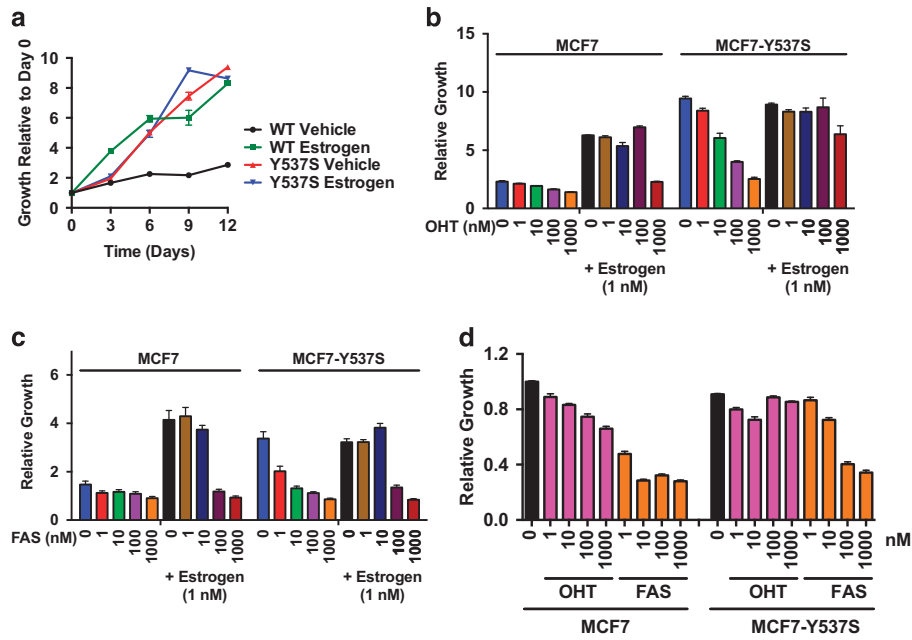 a
Growth Relative to Day 0
10
8
6
4
2
0
0 3 6 9 12
Time (Days)
WT Vehicle
WT Estrogen
Y537S Vehicle
Y537S Estrogen
b
MCF7 MCF7-Y537S
Relative Growth
10
5
0
OHT (nM) 0 1 10 100 1000 0 1 10 100 1000 0 1 10 100 1000 0 1 10 100 1000
+ Estrogen + Estrogen
(1 nM) (1 nM)
c
MCF7 MCF7-Y537S
Relative Growth
6
4
2
0
FAS (nM) 0 1 10 100 1000 0 1 10 100 1000 0 1 10 100 1000 0 1 10 100 1000
+ Estrogen + Estrogen
(1 nM) (1 nM)
d
Relative Growth
1.2
0.8
0.4
0.0
0 1 10 100 1000 1 10 100 1000 0 1 10 100 1000 1 10 100 1000 nM
OHT FAS OHT FAS
MCF7 MCF7-Y537S